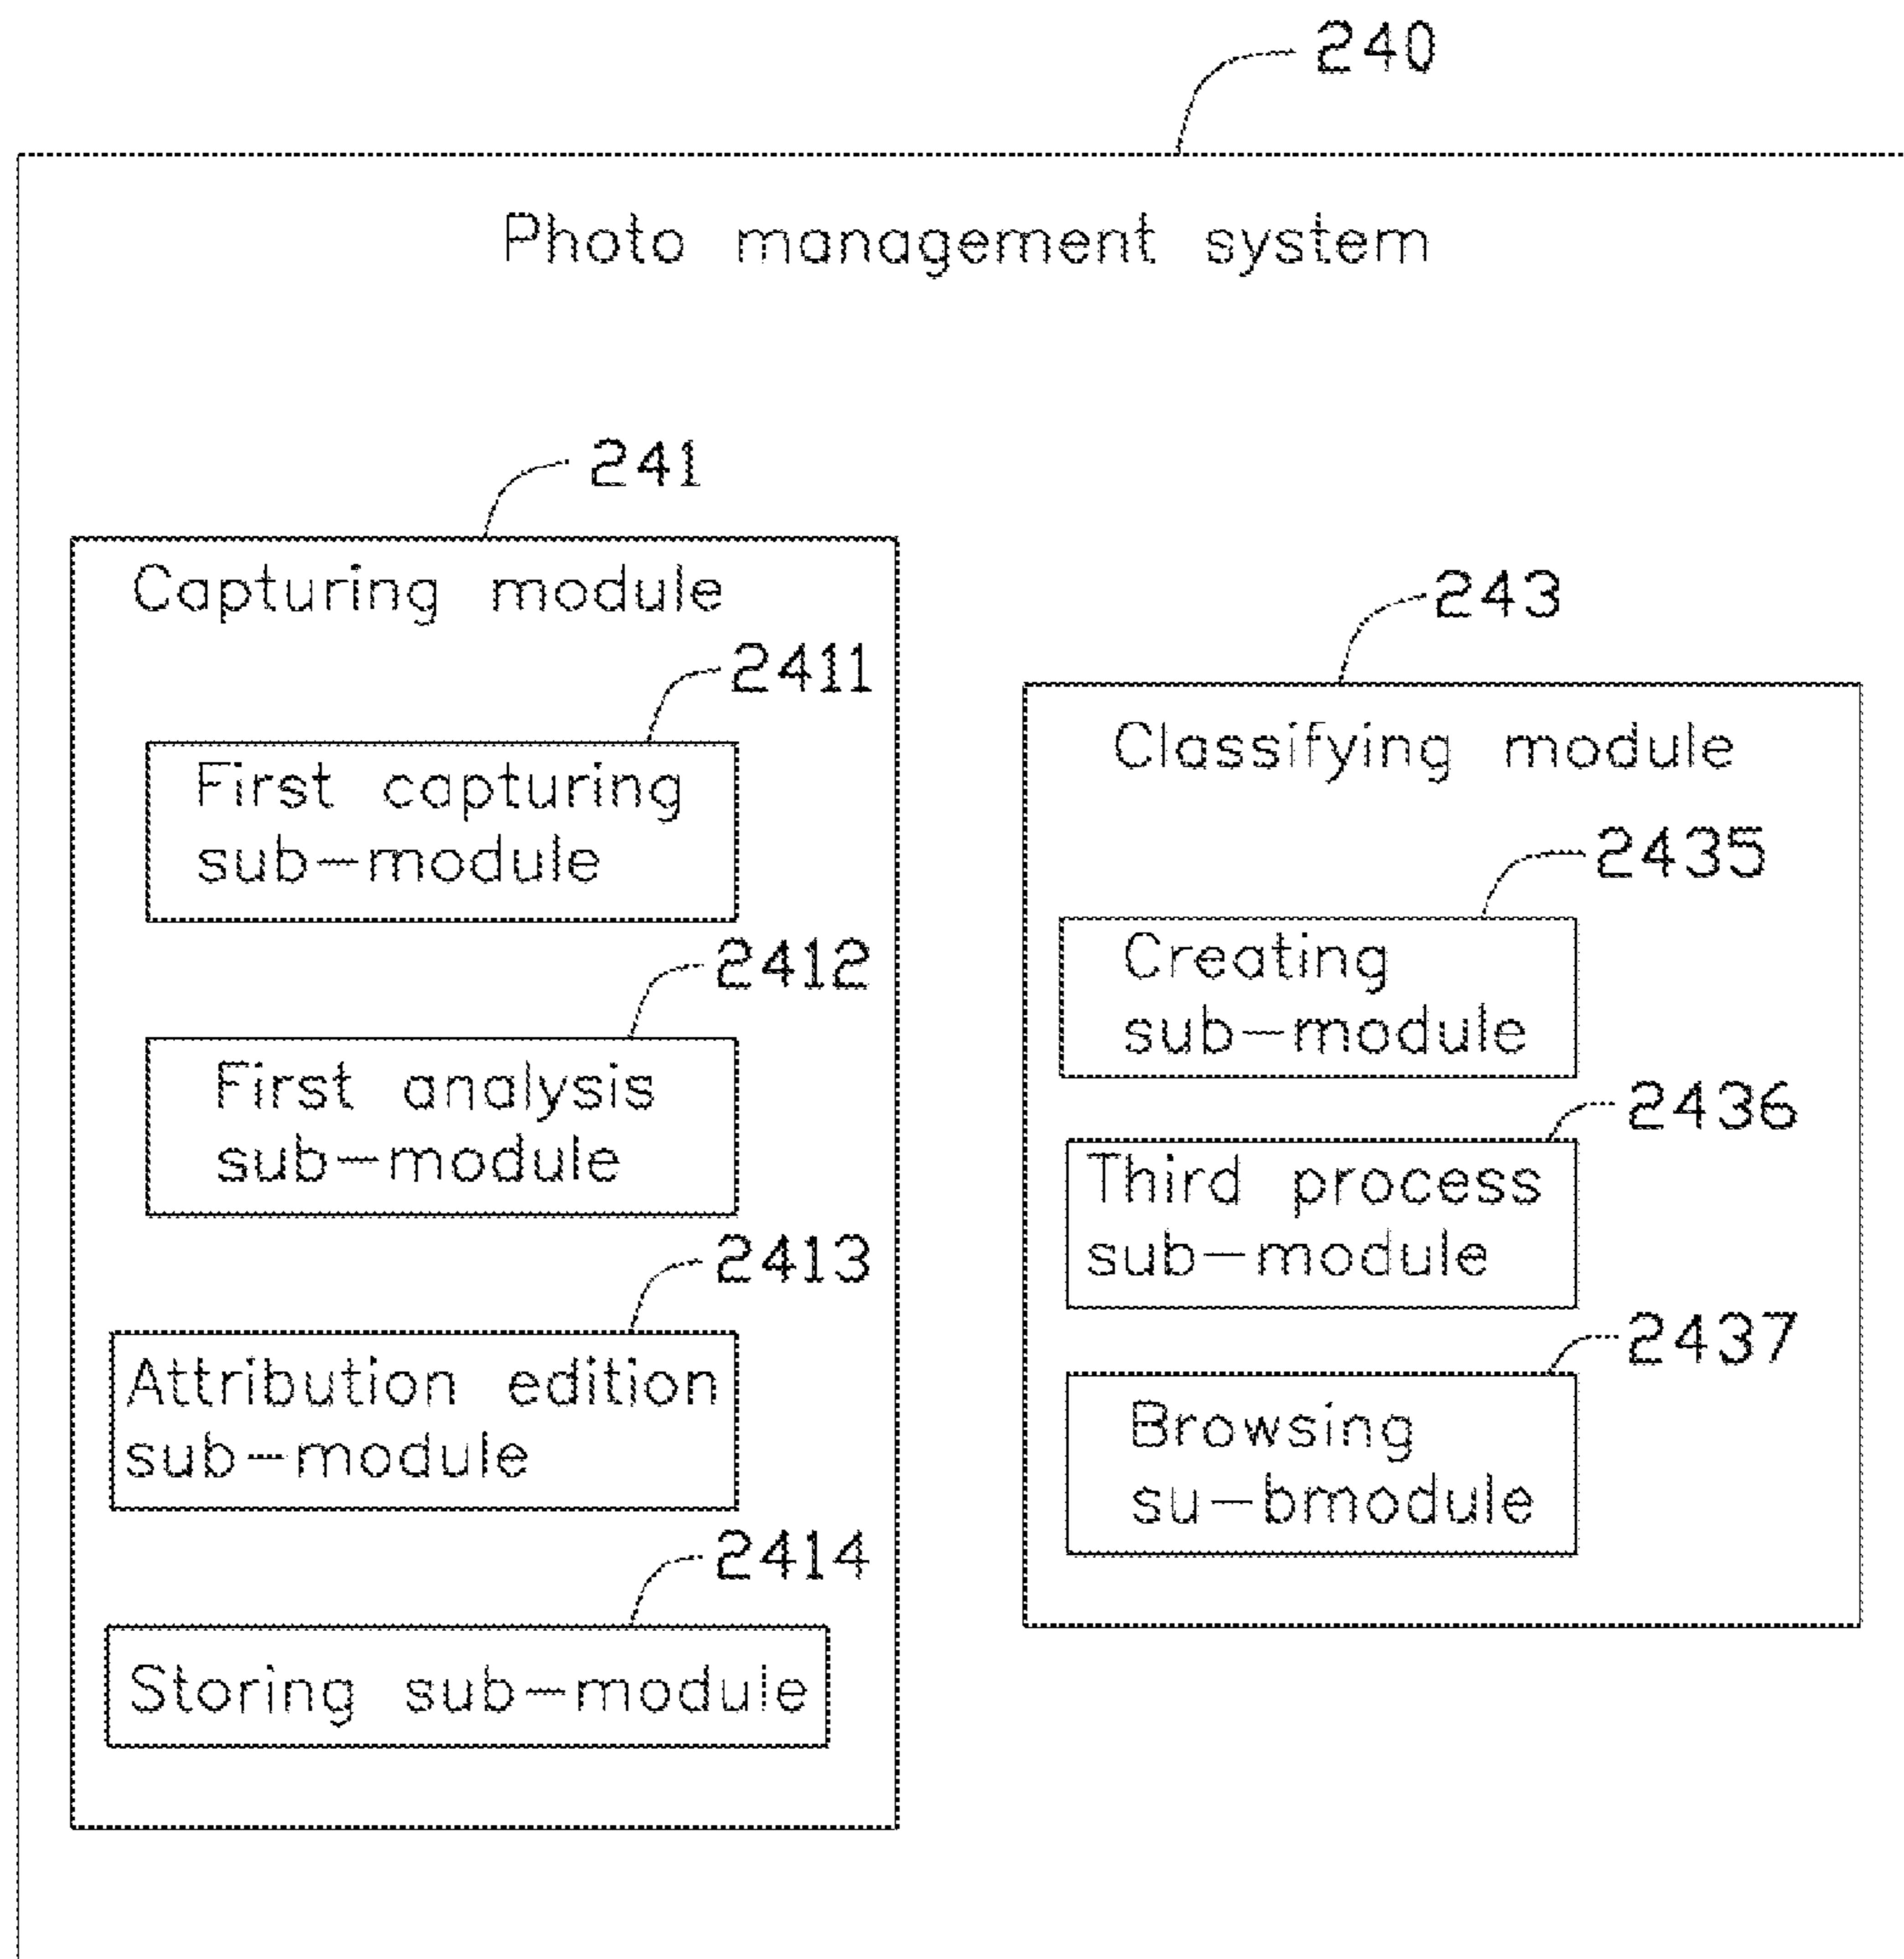 240
Photo management system
241
Capturing module
2411
First capturing
sub-module
2412
First analysis
sub-module
2413
Attribution edition
sub-module
2414
Storing sub-module
243
Classifying module
2435
Creating
sub-module
2436
Third process
sub-module
2437
Browsing
su-bmodule